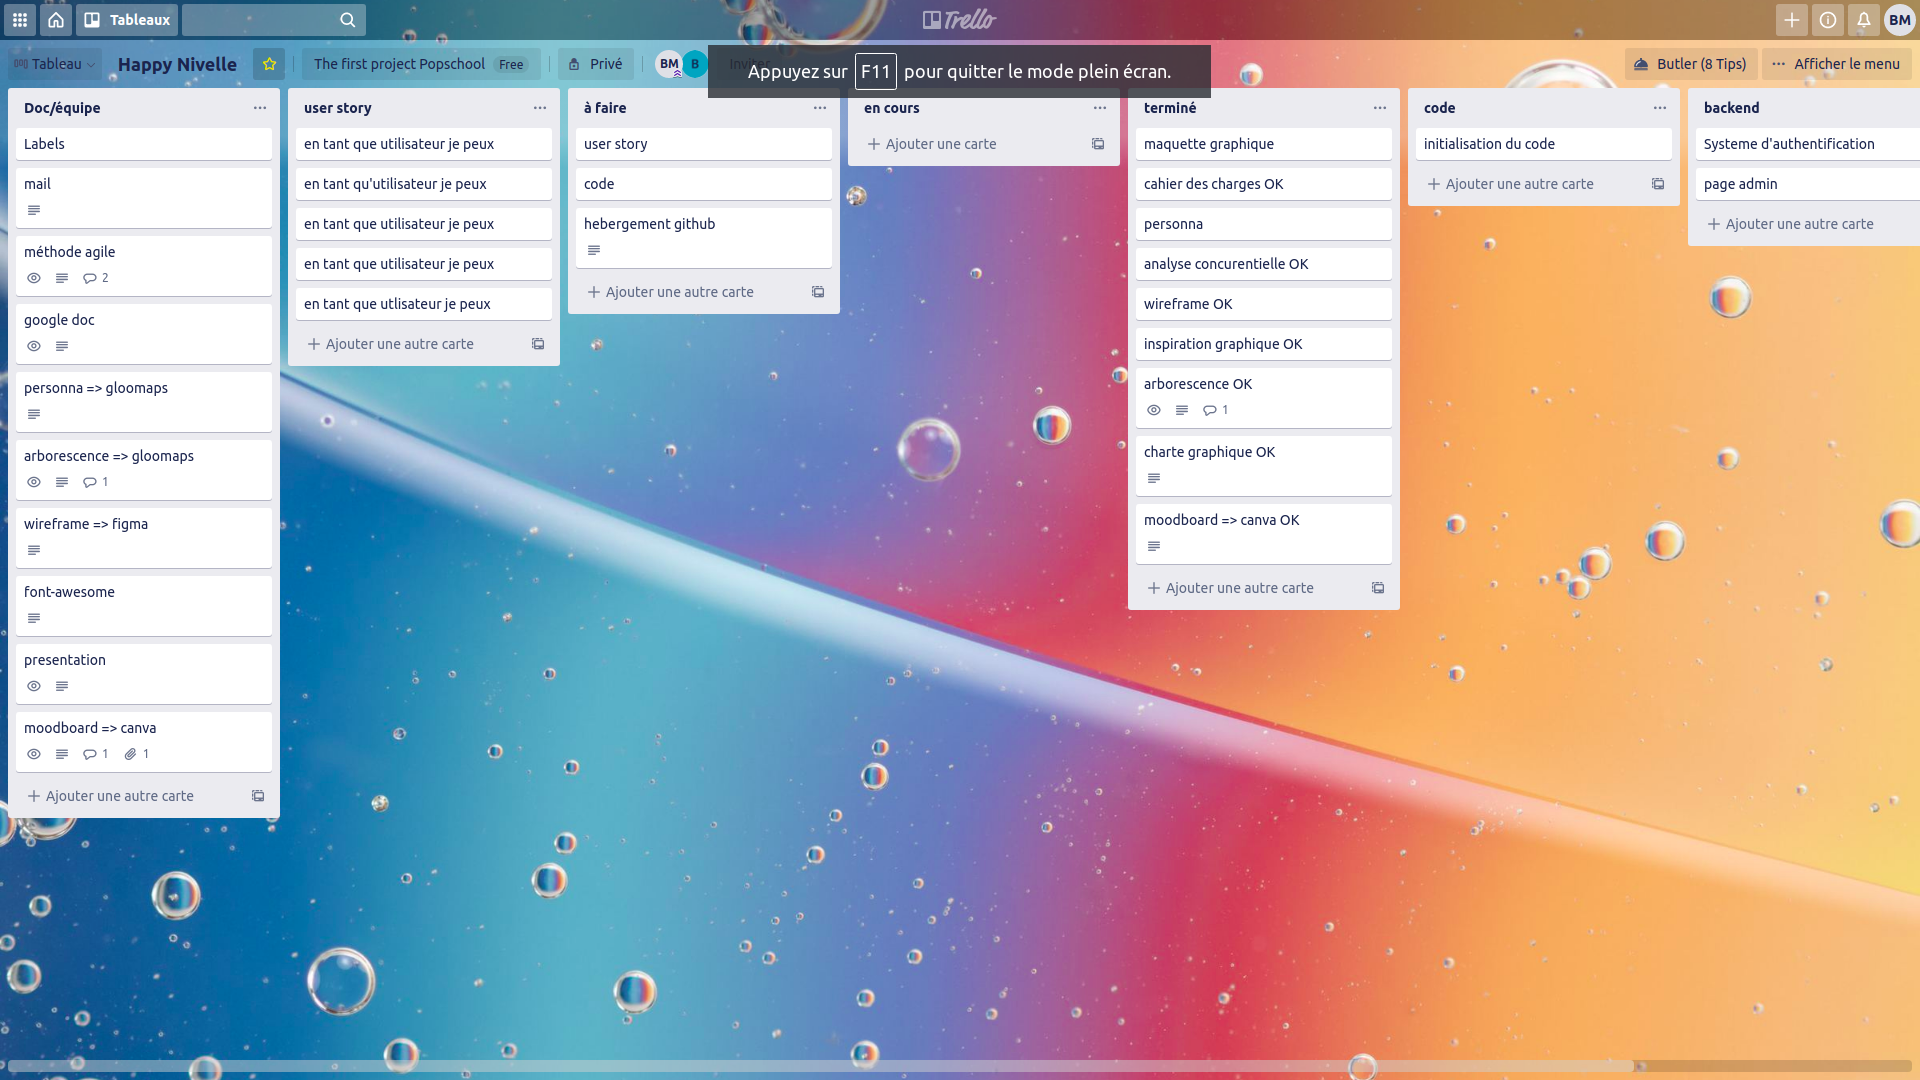 Tableaux
Trello
BM
Tableau
Happy Nivelle
The first project Popschool Free
Privé
BM
B
Inviter
Butler (8 Tips)
Afficher le menu
Appuyez sur F11 pour quitter le mode plein écran.
Doc/équipe
Labels
mail
méthode agile
2
google doc
personna => gloomaps
arborescence => gloomaps
1
wireframe => figma
font-awesome
presentation
moodboard => canva
1 1
Ajouter une autre carte
user story
en tant que utilisateur je peux
en tant qu'utilisateur je peux
en tant que utilisateur je peux
en tant que utilisateur je peux
en tant que utlisateur je peux
Ajouter une autre carte
à faire
user story
code
hebergement github
Ajouter une autre carte
en cours
Ajouter une carte
terminé
maquette graphique
cahier des charges OK
personna
analyse concurentielle OK
wireframe OK
inspiration graphique OK
arborescence OK
1
charte graphique OK
moodboard => canva OK
Ajouter une autre carte
code
initialisation du code
Ajouter une autre carte
backend
Systeme d'authentification
page admin
Ajouter une autre carte